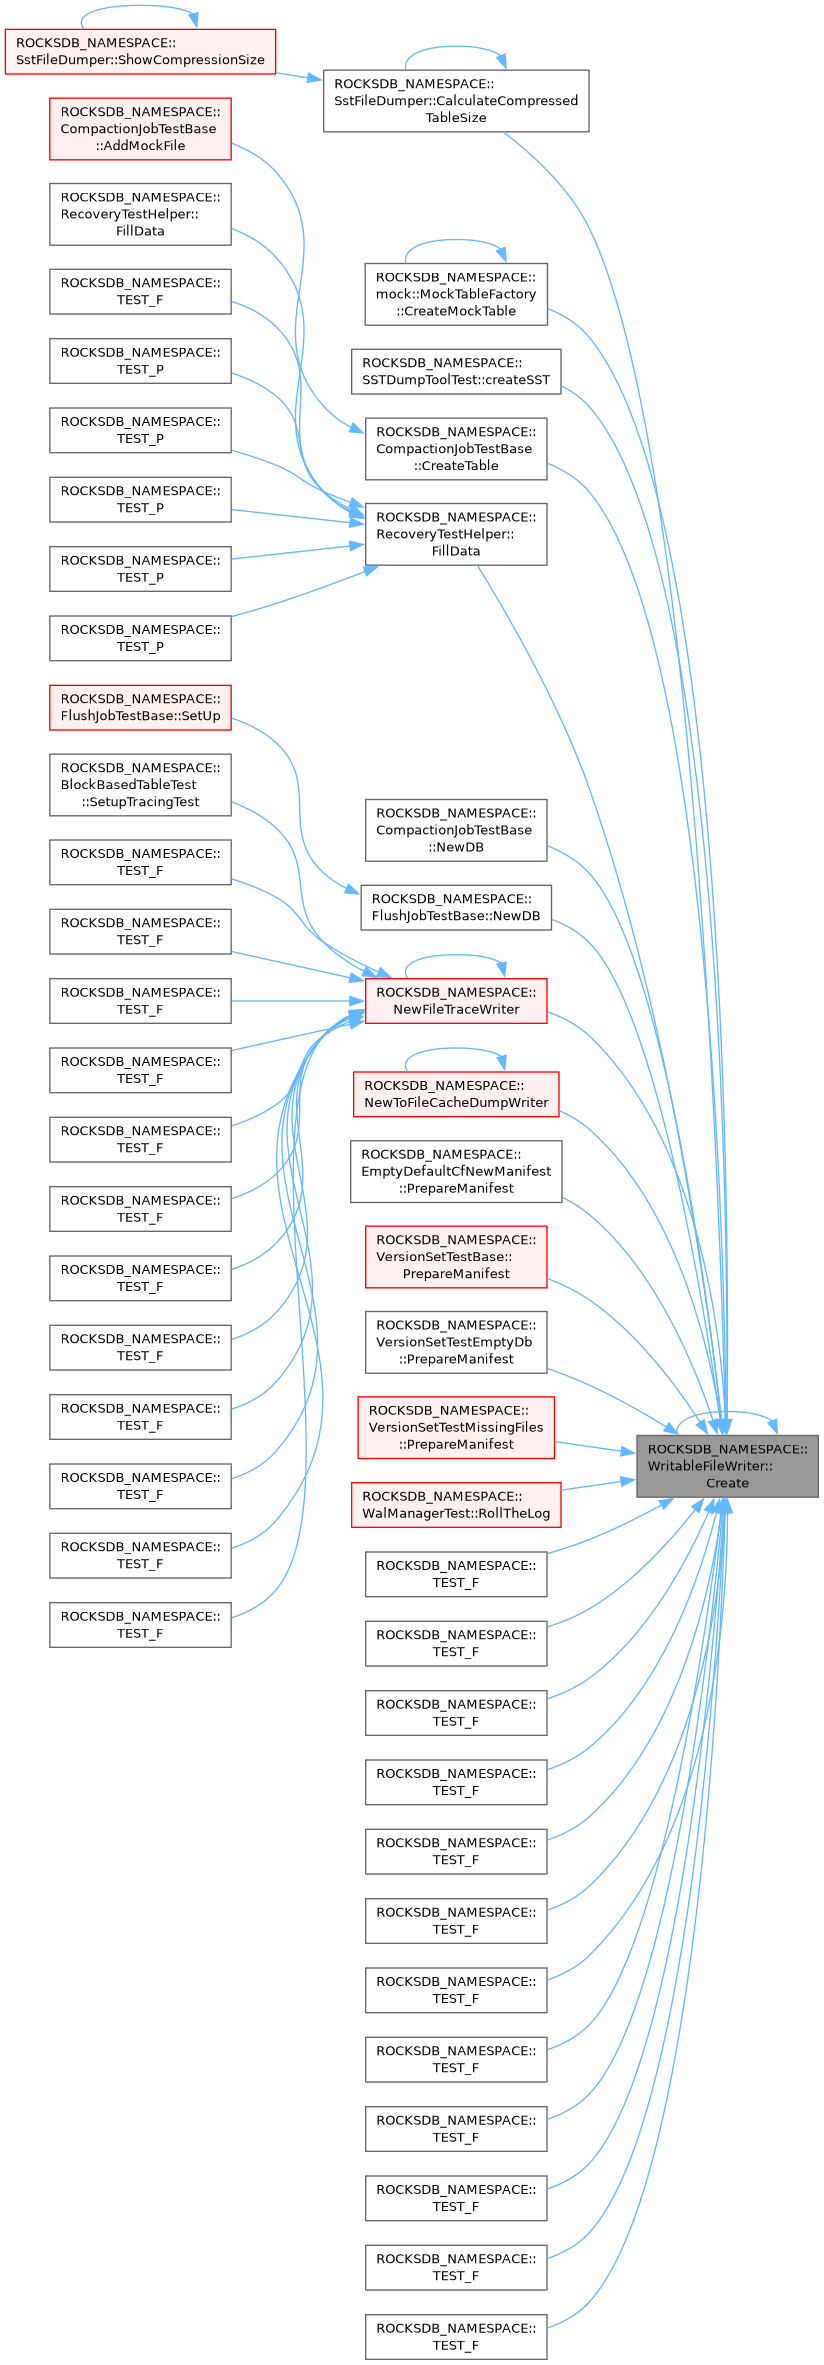 ROCKSDB_NAMESPACE::
SstFileDumper::ShowCompressionSize
ROCKSDB_NAMESPACE::
CompactionJobTestBase
::AddMockFile
ROCKSDB_NAMESPACE::
RecoveryTestHelper::
FillData
ROCKSDB_NAMESPACE::
TEST_F
ROCKSDB_NAMESPACE::
TEST_P
ROCKSDB_NAMESPACE::
TEST_P
ROCKSDB_NAMESPACE::
TEST_P
ROCKSDB_NAMESPACE::
TEST_P
ROCKSDB_NAMESPACE::
TEST_P
ROCKSDB_NAMESPACE::
FlushJobTestBase::SetUp
ROCKSDB_NAMESPACE::
BlockBasedTableTest
::SetupTracingTest
ROCKSDB_NAMESPACE::
TEST_F
ROCKSDB_NAMESPACE::
TEST_F
ROCKSDB_NAMESPACE::
TEST_F
ROCKSDB_NAMESPACE::
TEST_F
ROCKSDB_NAMESPACE::
TEST_F
ROCKSDB_NAMESPACE::
TEST_F
ROCKSDB_NAMESPACE::
TEST_F
ROCKSDB_NAMESPACE::
TEST_F
ROCKSDB_NAMESPACE::
TEST_F
ROCKSDB_NAMESPACE::
TEST_F
ROCKSDB_NAMESPACE::
TEST_F
ROCKSDB_NAMESPACE::
TEST_F
ROCKSDB_NAMESPACE::
SstFileDumper::CalculateCompressed
TableSize
ROCKSDB_NAMESPACE::
mock::MockTableFactory
::CreateMockTable
ROCKSDB_NAMESPACE::
SSTDumpToolTest::createSST
ROCKSDB_NAMESPACE::
CompactionJobTestBase
::CreateTable
ROCKSDB_NAMESPACE::
RecoveryTestHelper::
FillData
ROCKSDB_NAMESPACE::
CompactionJobTestBase
::NewDB
ROCKSDB_NAMESPACE::
FlushJobTestBase::NewDB
ROCKSDB_NAMESPACE::
NewFileTraceWriter
ROCKSDB_NAMESPACE::
NewToFileCacheDumpWriter
ROCKSDB_NAMESPACE::
EmptyDefaultCfNewManifest
::PrepareManifest
ROCKSDB_NAMESPACE::
VersionSetTestBase::
PrepareManifest
ROCKSDB_NAMESPACE::
VersionSetTestEmptyDb
::PrepareManifest
ROCKSDB_NAMESPACE::
VersionSetTestMissingFiles
::PrepareManifest
ROCKSDB_NAMESPACE::
WalManagerTest::RollTheLog
ROCKSDB_NAMESPACE::
TEST_F
ROCKSDB_NAMESPACE::
TEST_F
ROCKSDB_NAMESPACE::
TEST_F
ROCKSDB_NAMESPACE::
TEST_F
ROCKSDB_NAMESPACE::
TEST_F
ROCKSDB_NAMESPACE::
TEST_F
ROCKSDB_NAMESPACE::
TEST_F
ROCKSDB_NAMESPACE::
TEST_F
ROCKSDB_NAMESPACE::
TEST_F
ROCKSDB_NAMESPACE::
TEST_F
ROCKSDB_NAMESPACE::
TEST_F
ROCKSDB_NAMESPACE::
TEST_F
ROCKSDB_NAMESPACE::
WritableFileWriter::
Create